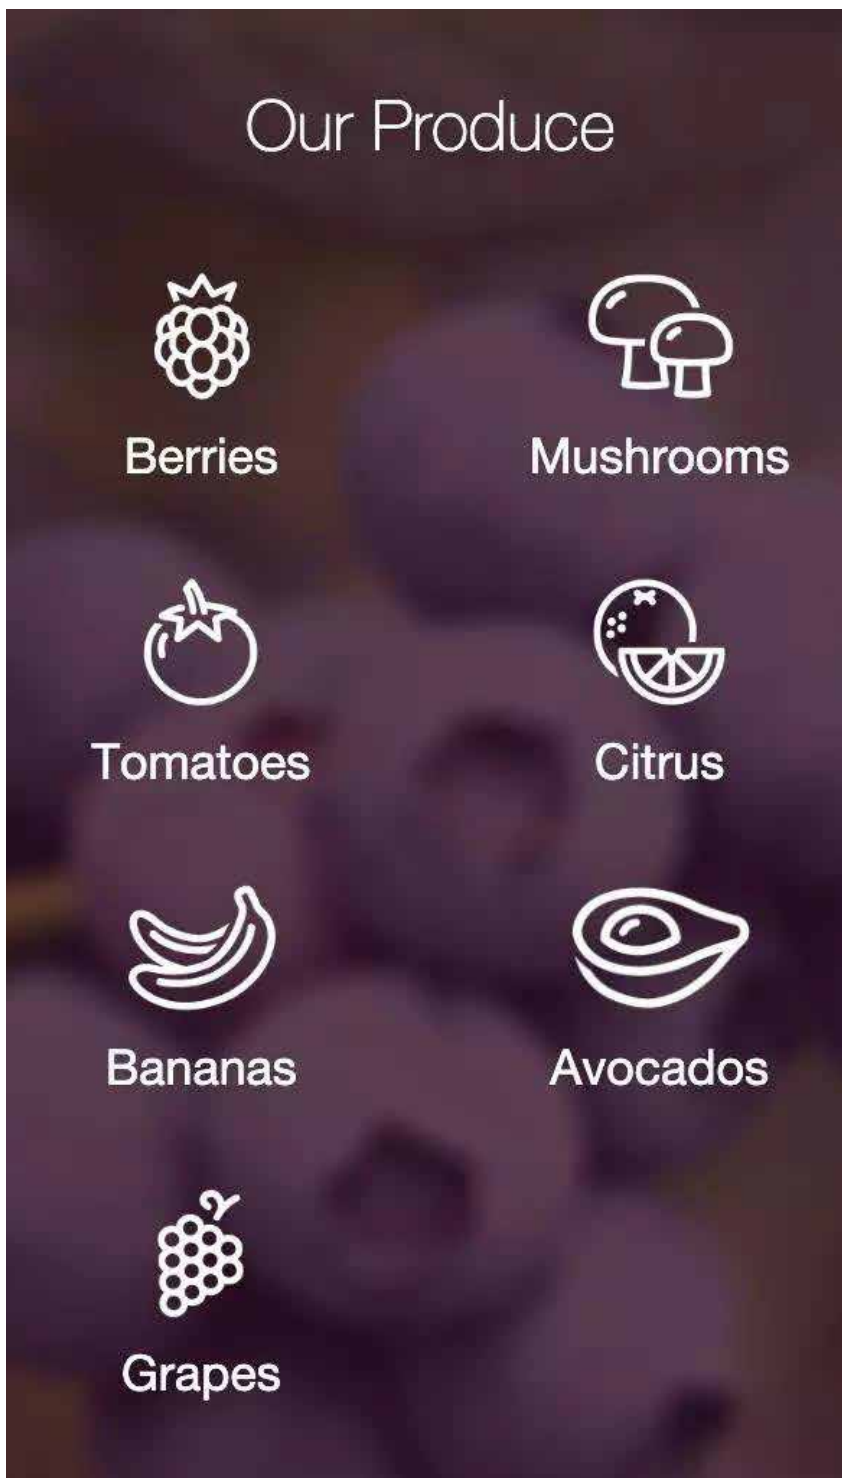 Our Produce
Berries
Mushrooms
Tomatoes
Citrus
Bananas
Avocados
Grapes